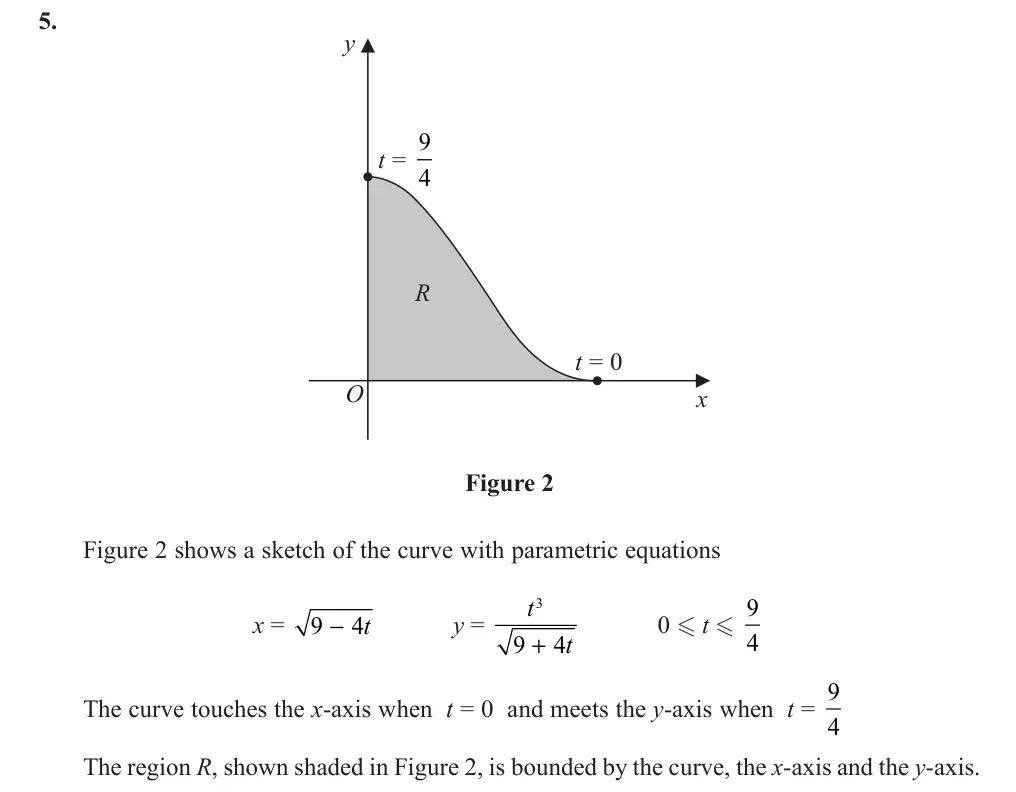 5.
y
t = 9/4
R
t = 0
O
x
Figure 2
Figure 2 shows a sketch of the curve with parametric equations
x = √(9 − 4t)    y = t³/√(9 + 4t)    0 ⩽ t ⩽ 9/4
The curve touches the x-axis when t = 0 and meets the y-axis when t = 9/4
The region R, shown shaded in Figure 2, is bounded by the curve, the x-axis and the y-axis.